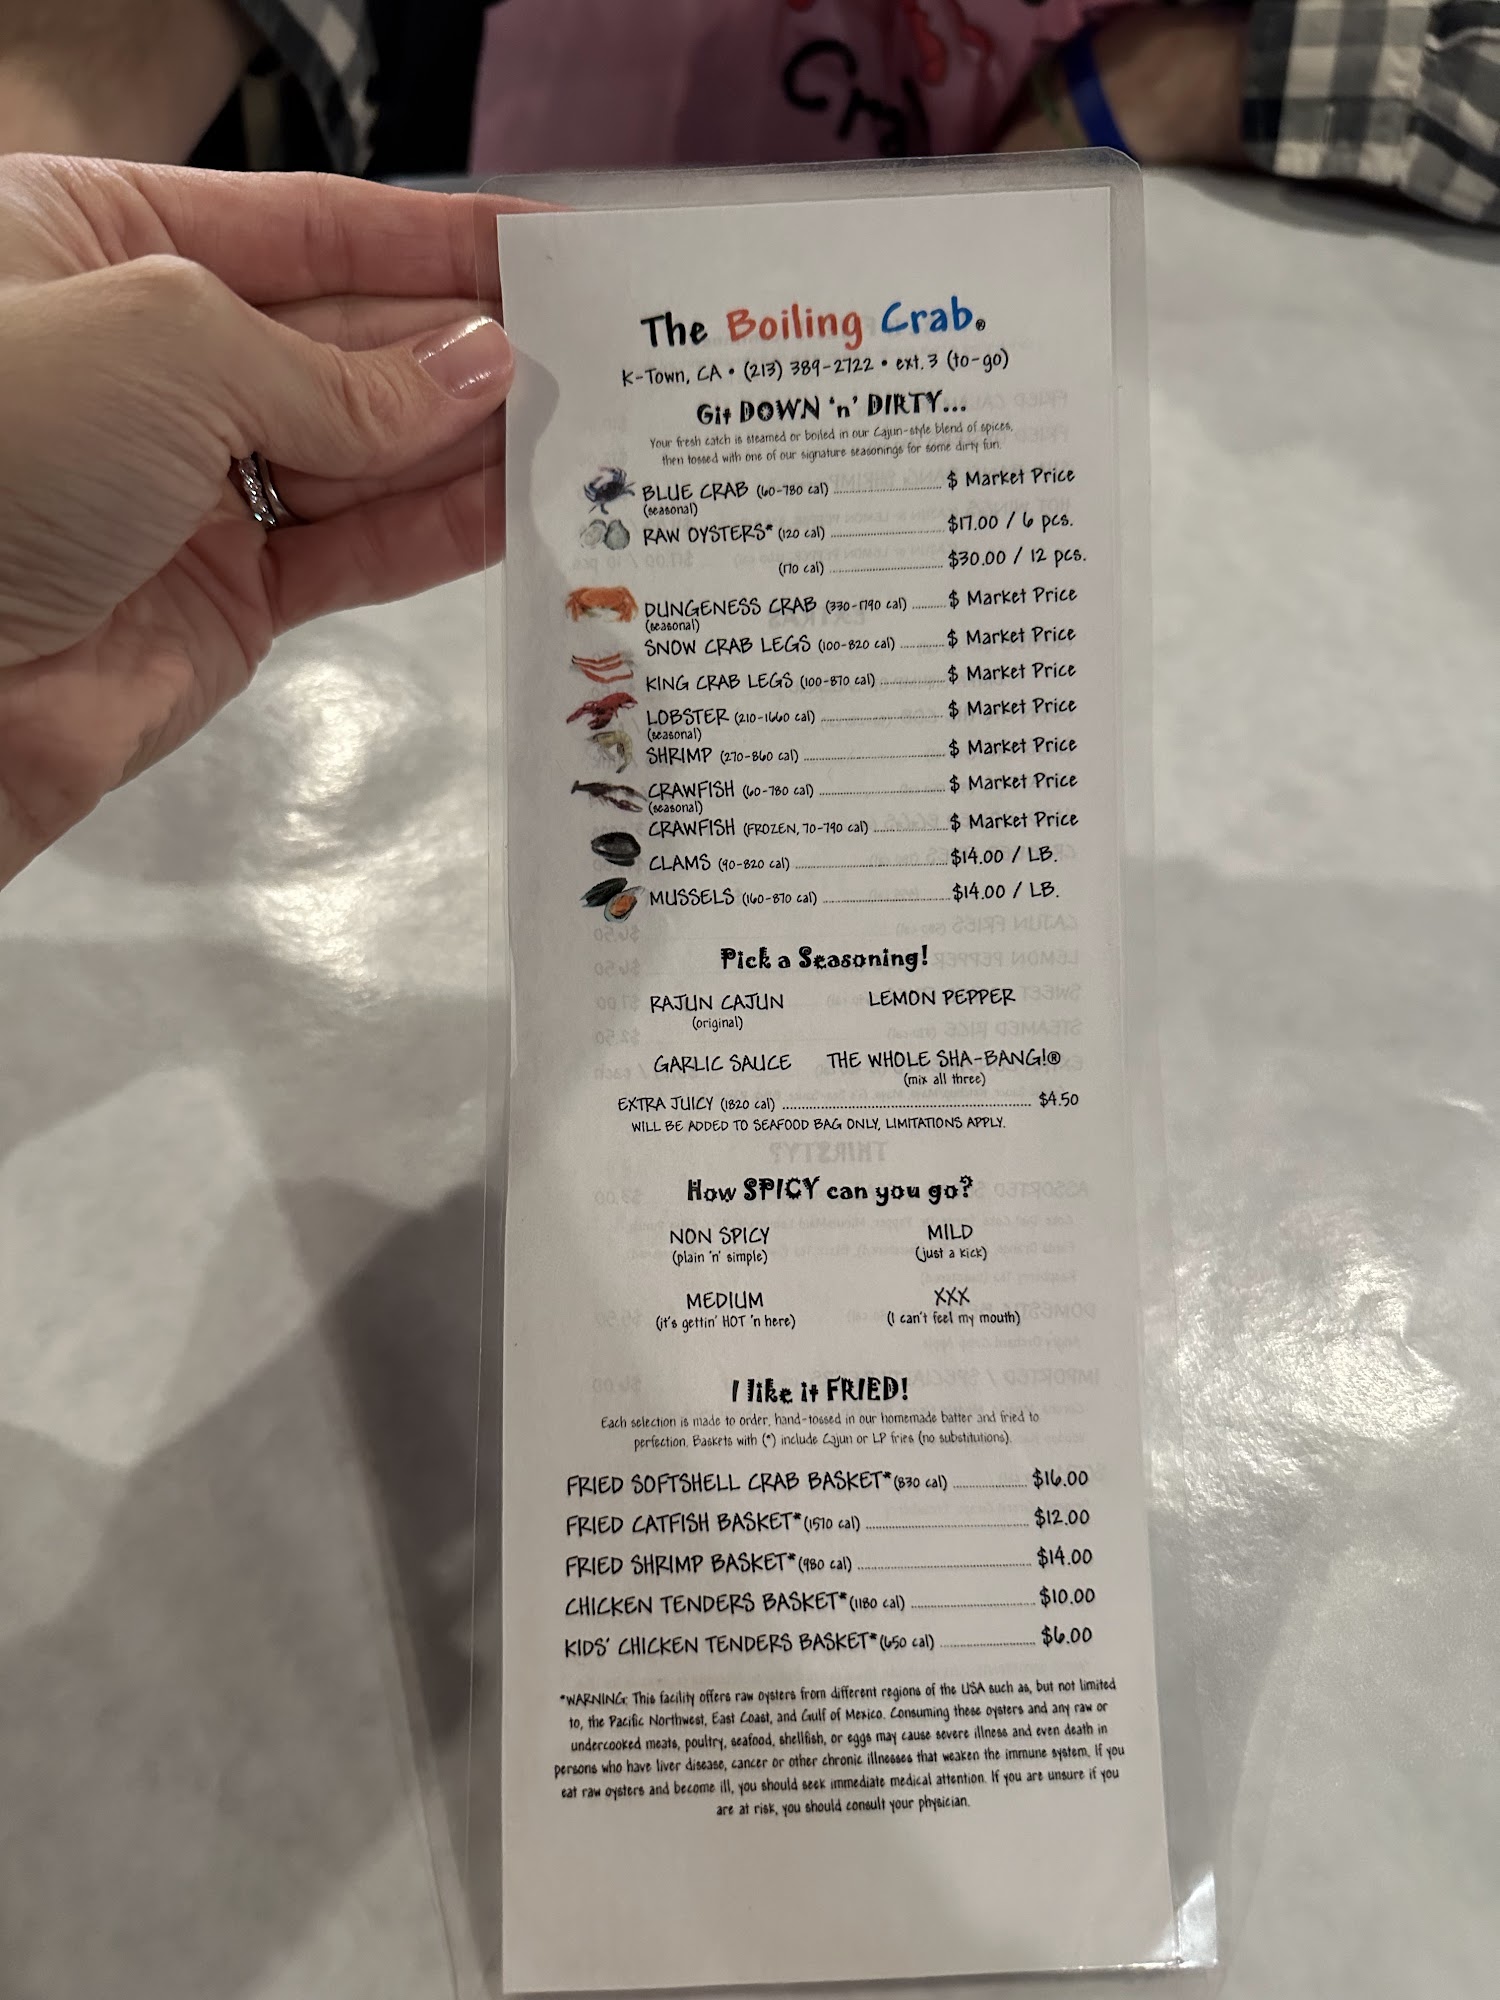 Crab
The Boiling Crab®
K-Town, CA • (213) 389-2722 • ext. 3 (to-go)
Git DOWN 'n' DIRTY...
Your fresh catch is steamed or boiled in our Cajun-style blend of spices,
then tossed with one of our signature seasonings for some dirty fun.
BLUE CRAB (60-780 cal) $ Market Price
(seasonal)
RAW OYSTERS* (120 cal) $17.00 / 6 pcs.
(170 cal) $30.00 / 12 pcs.
DUNGENESS CRAB (330-1790 cal) $ Market Price
(seasonal)
SNOW CRAB LEGS (100-820 cal) $ Market Price
KING CRAB LEGS (100-870 cal) $ Market Price
LOBSTER (210-1660 cal) $ Market Price
(seasonal)
SHRIMP (270-860 cal) $ Market Price
CRAWFISH (60-780 cal) $ Market Price
(seasonal)
CRAWFISH (FROZEN, 70-790 cal) $ Market Price
CLAMS (90-820 cal) $14.00 / LB.
MUSSELS (160-870 cal) $14.00 / LB.
Pick a Seasoning!
RAJUN CAJUN LEMON PEPPER
(original)
GARLIC SAUCE THE WHOLE SHA-BANG!®
(mix all three)
EXTRA JUICY (1820 cal) $4.50
WILL BE ADDED TO SEAFOOD BAG ONLY, LIMITATIONS APPLY.
How SPICY can you go?
NON SPICY MILD
(plain 'n' simple) (just a kick)
MEDIUM XXX
(it's gettin' HOT 'n here) (I can't feel my mouth)
I like it FRIED!
Each selection is made to order, hand-tossed in our homemade batter and fried to
perfection. Baskets with (*) include Cajun or LP fries (no substitutions).
FRIED SOFTSHELL CRAB BASKET* (830 cal) $16.00
FRIED CATFISH BASKET* (1570 cal) $12.00
FRIED SHRIMP BASKET* (980 cal) $14.00
CHICKEN TENDERS BASKET* (1180 cal) $10.00
KIDS' CHICKEN TENDERS BASKET* (650 cal) $6.00
*WARNING: This facility offers raw oysters from different regions of the USA such as, but not limited
to, the Pacific Northwest, East Coast, and Gulf of Mexico. Consuming these oysters and any raw or
undercooked meats, poultry, seafood, shellfish, or eggs may cause severe illness and even death in
persons who have liver disease, cancer or other chronic illnesses that weaken the immune system. If you
eat raw oysters and become ill, you should seek immediate medical attention. If you are unsure if you
are at risk, you should consult your physician.